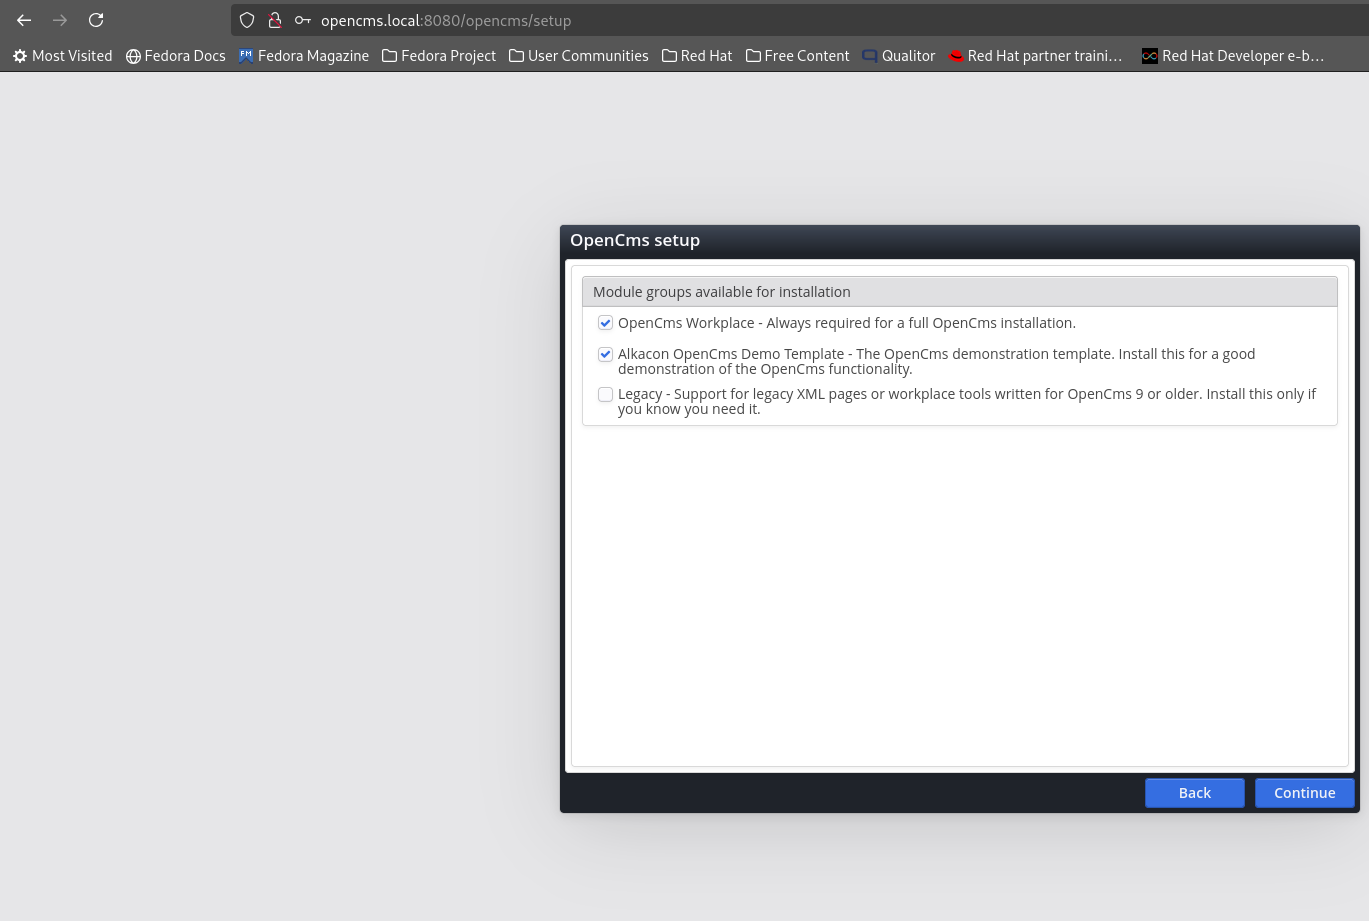 opencms.local:8080/opencms/setup
Most Visited Fedora Docs FM Fedora Magazine Fedora Project User Communities Red Hat Free Content Qualitor Red Hat partner traini… Red Hat Developer e-b…
OpenCms setup
Module groups available for installation
OpenCms Workplace - Always required for a full OpenCms installation.
Alkacon OpenCms Demo Template - The OpenCms demonstration template. Install this for a good
demonstration of the OpenCms functionality.
Legacy - Support for legacy XML pages or workplace tools written for OpenCms 9 or older. Install this only if
you know you need it.
Back Continue